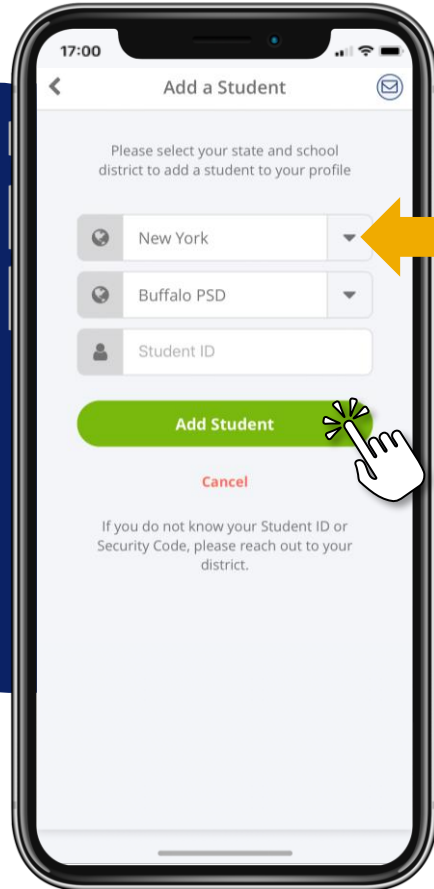 17:00
Add a Student
Please select your state and school
district to add a student to your profile
New York
Buffalo PSD
Student ID
Add Student
Cancel
If you do not know your Student ID or
Security Code, please reach out to your
district.